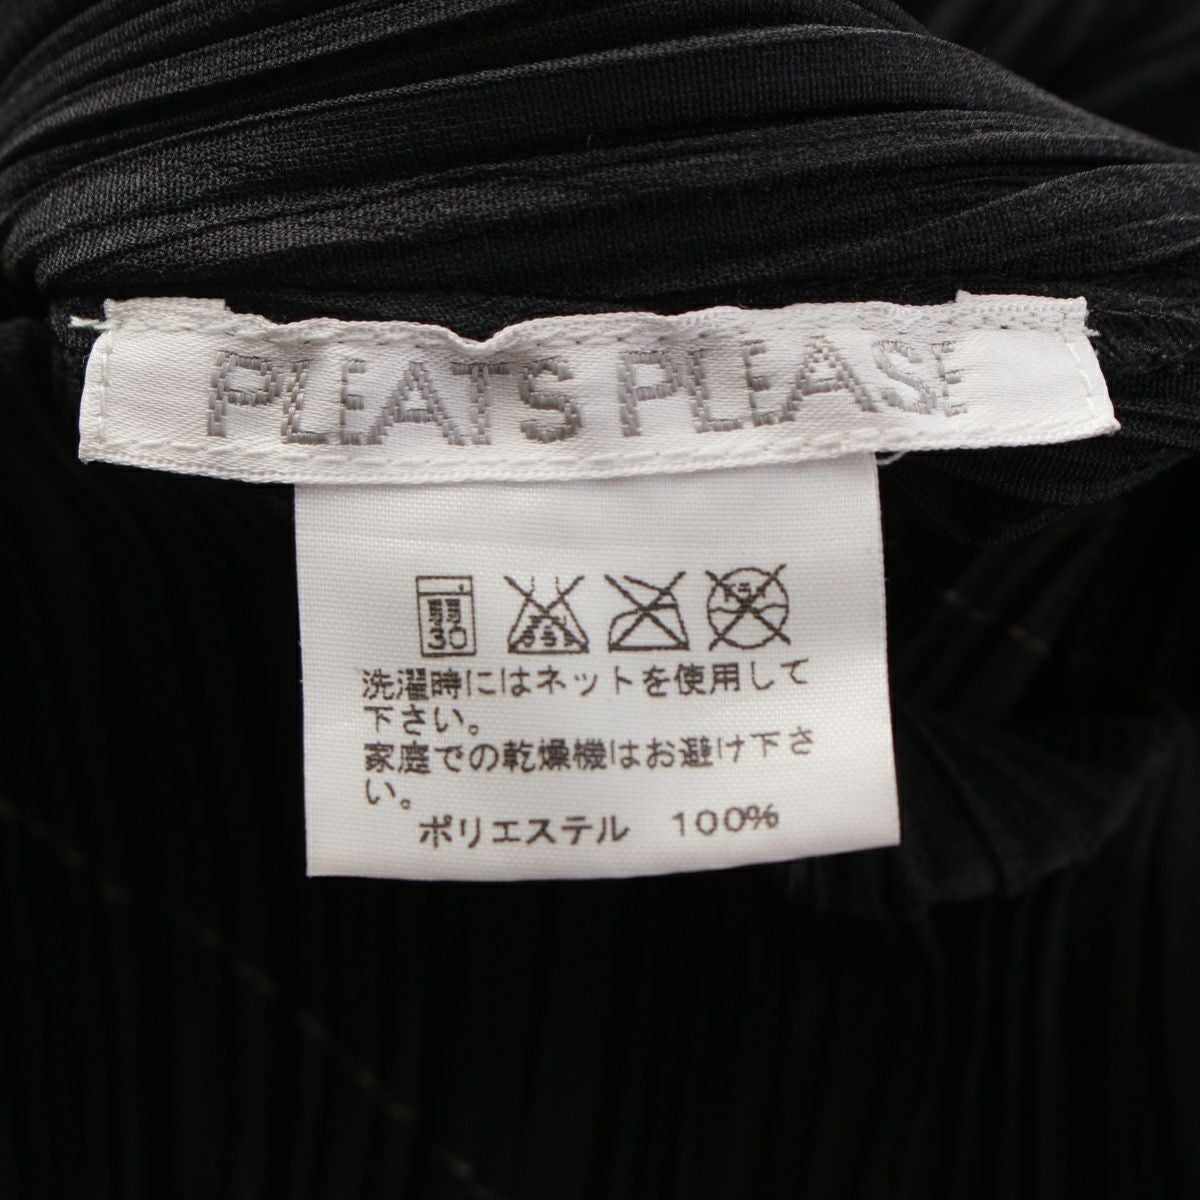 PLEATS PLEASE
洗濯時にはネットを使用して
下さい。
家庭での乾燥機はお避け下さ
い。
ポリエステル 100%